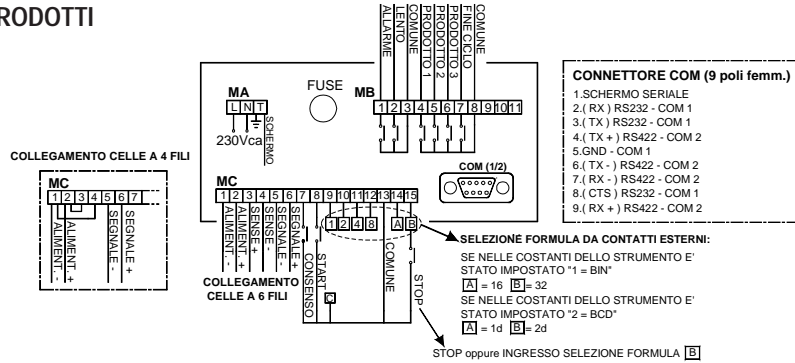 RODOTTI
ALLARME
LENTO
COMUNE
PRODOTTO 1
PRODOTTO 2
PRODOTTO 3
FINE CICLO
COMUNE
MA
L N T
230Vca
SCHERMO
FUSE
MB
1 2 3 4 5 6 7 8 9 10 11
COM (1/2)
CONNETTORE COM (9 poli femm.)
1.SCHERMO SERIALE
2.( RX ) RS232 - COM 1
3.( TX ) RS232 - COM 1
4.( TX + ) RS422 - COM 2
5.GND - COM 1
6.( TX - ) RS422 - COM 2
7.( RX - ) RS422 - COM 2
8.( CTS ) RS232 - COM 1
9.( RX + ) RS422 - COM 2
COLLEGAMENTO CELLE A 4 FILI
MC
1 2 3 4 5 6 7
ALIMENT. -
ALIMENT. +
SEGNALE -
SEGNALE +
MC
1 2 3 4 5 6 7 8 9 10 11 12 13 14 15
ALIMENT. -
ALIMENT. +
SENSE +
SENSE -
SEGNALE -
SEGNALE +
1 2 4 8 A B
COLLEGAMENTO
CELLE A 6 FILI
CONSENSO
START
C
COMUNE
STOP
SELEZIONE FORMULA DA CONTATTI ESTERNI:
SE NELLE COSTANTI DELLO STRUMENTO E'
STATO IMPOSTATO "1 = BIN"
A = 16 B = 32
SE NELLE COSTANTI DELLO STRUMENTO E'
STATO IMPOSTATO "2 = BCD"
A = 1d B = 2d
STOP oppure INGRESSO SELEZIONE FORMULA B